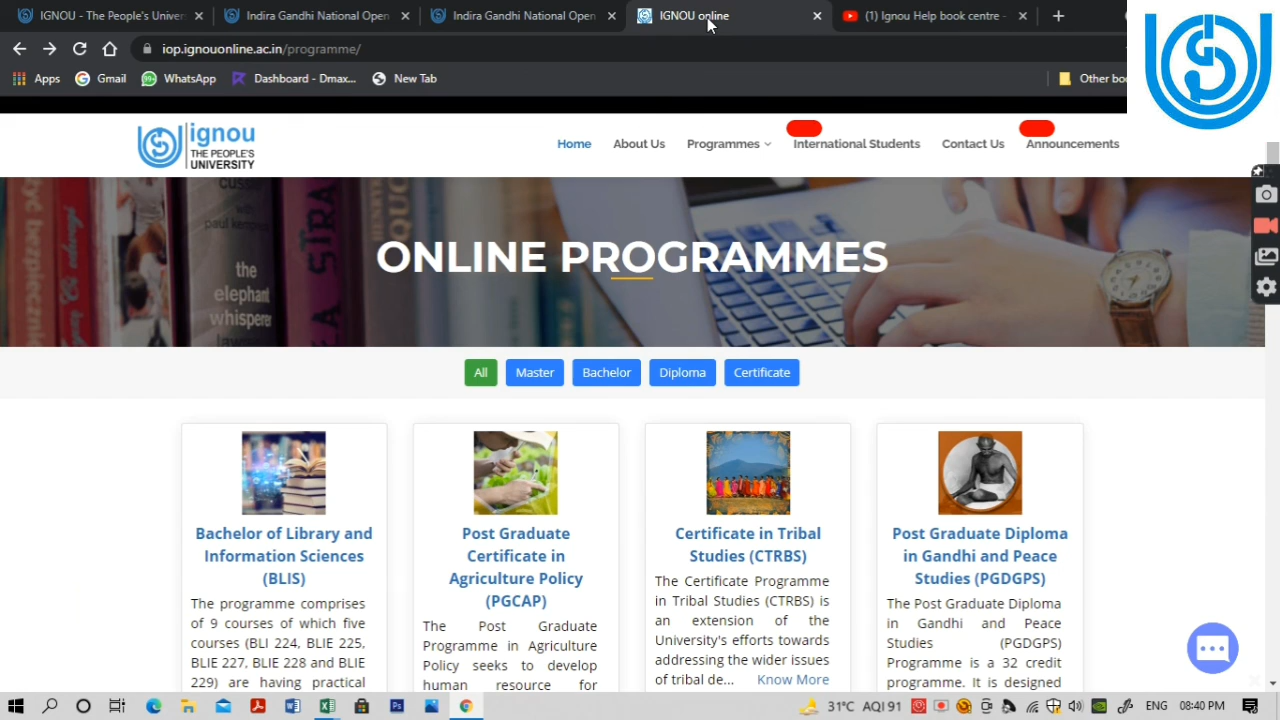 IGNOU - The People's Univer
Indira Gandhi National Open
Indira Gandhi National Open
IGNOU online
(1) Ignou Help book centre -
iop.ignouonline.ac.in/programme/
Apps
Gmail
99+
WhatsApp
Dashboard - Dmax...
New Tab
Other boo
ignou
THE PEOPLE'S
UNIVERSITY
Home
About Us
Programmes
International Students
Contact Us
Announcements
the
elephant
whisperer
ONLINE PROGRAMMES
All
Master
Bachelor
Diploma
Certificate
Bachelor of Library and
Information Sciences
(BLIS)
The programme comprises
of 9 courses of which five
courses (BLI 224, BLIE 225,
BLIE 227, BLIE 228 and BLIE
229) are having practical
Post Graduate
Certificate in
Agriculture Policy
(PGCAP)
The Post Graduate
Programme in Agriculture
Policy seeks to develop
human resource for
Certificate in Tribal
Studies (CTRBS)
The Certificate Programme
in Tribal Studies (CTRBS) is
an extension of the
University's efforts towards
addressing the wider issues
of tribal de... Know More
Post Graduate Diploma
in Gandhi and Peace
Studies (PGDGPS)
The Post Graduate Diploma
in Gandhi and Peace
Studies (PGDGPS)
Programme is a 32 credit
programme. It is designed
31°C AQI 91
ENG
08:40 PM